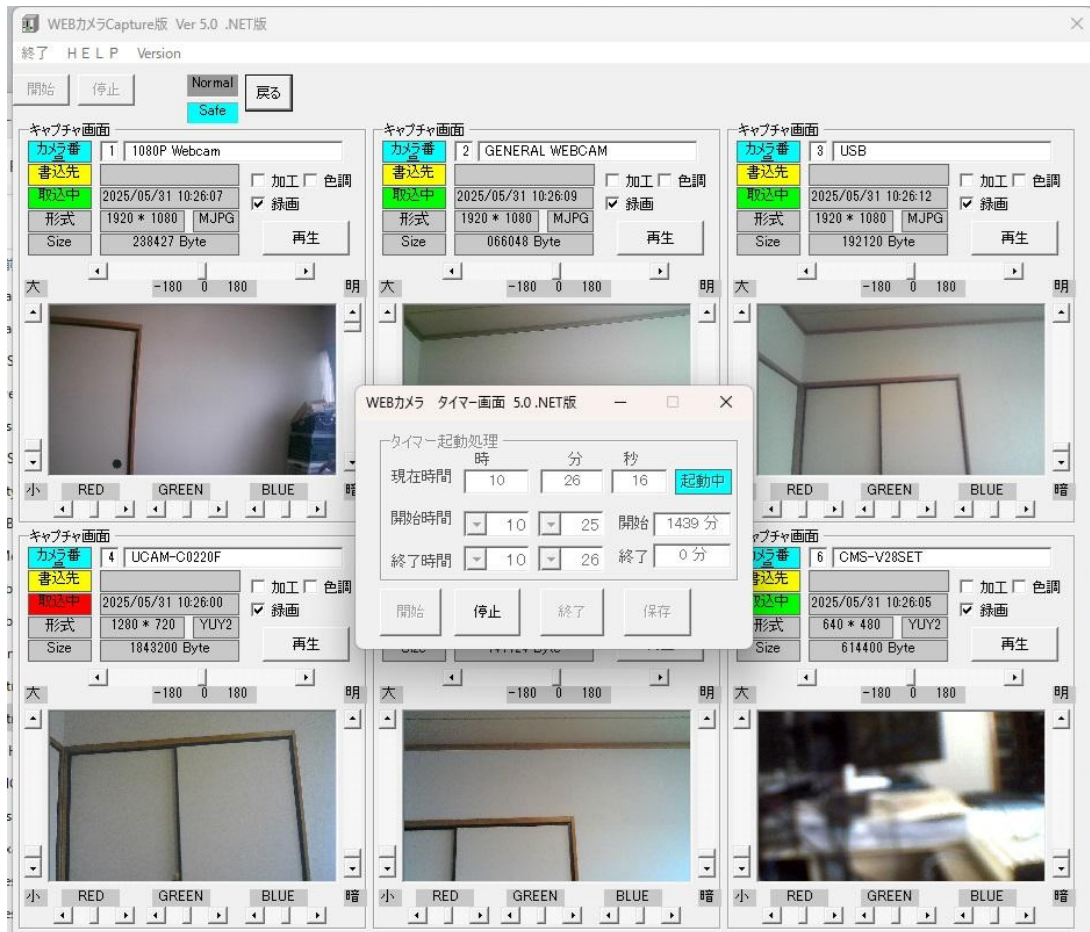 WEBカメラCapture版 Ver 5.0 .NET版
終了 HELP Version
開始 停止 Normal 戻る
Safe
キャプチャ画面
カメラ番 1 1080P Webcam
書込先 加工 色調
取込中 2025/05/31 10:26:07 録画
形式 1920 * 1080 MJPG
Size 238427 Byte 再生
大 -180 0 180 明
小 RED GREEN BLUE 暗
キャプチャ画面
カメラ番 2 GENERAL WEBCAM
書込先 加工 色調
取込中 2025/05/31 10:26:09 録画
形式 1920 * 1080 MJPG
Size 066048 Byte 再生
大 -180 0 180 明
キャプチャ画面
カメラ番 3 USB
書込先 加工 色調
取込中 2025/05/31 10:26:12 録画
形式 1920 * 1080 MJPG
Size 192120 Byte 再生
大 -180 0 180 明
RED GREEN BLUE 暗
WEBカメラ タイマー画面 5.0 .NET版
タイマー起動処理
時 分 秒
現在時間 10 26 16 起動中
開始時間 10 25 開始 1439 分
終了時間 10 26 終了 0 分
開始 停止 終了 保存
キャプチャ画面
カメラ番 4 UCAM-C0220F
書込先 加工 色調
取込中 2025/05/31 10:26:00 録画
形式 1280 * 720 YUY2
Size 1843200 Byte 再生
大 -180 0 180 明
小 RED GREEN BLUE 暗
大 -180 0 180 明
小 RED GREEN BLUE 暗
キャプチャ画面
カメラ番 6 CMS-V28SET
書込先 加工 色調
取込中 2025/05/31 10:26:05 録画
形式 640 * 480 YUY2
Size 614400 Byte 再生
大 -180 0 180 明
小 RED GREEN BLUE 暗